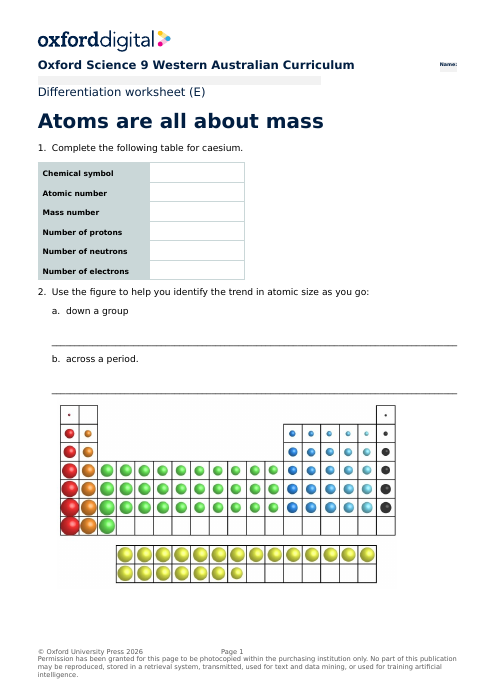 oxforddigital
Oxford Science 9 Western Australian Curriculum
Name:
Differentiation worksheet (E)
Atoms are all about mass
1. Complete the following table for caesium.
Chemical symbol
Atomic number
Mass number
Number of protons
Number of neutrons
Number of electrons
2. Use the figure to help you identify the trend in atomic size as you go:
a. down a group
b. across a period.
© Oxford University Press 2026 Page 1
Permission has been granted for this page to be photocopied within the purchasing institution only. No part of this publication
may be reproduced, stored in a retrieval system, transmitted, used for text and data mining, or used for training artificial
intelligence.